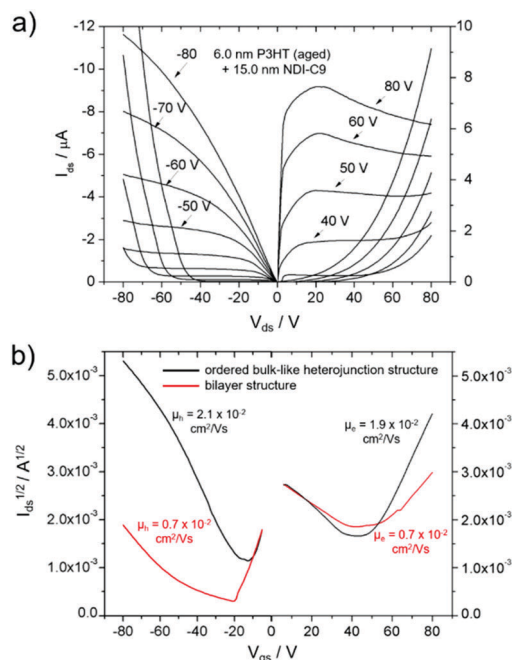 a)
-12
-10
-8
-6
-4
-2
0
I_ds / μA
10
8
6
4
2
0
6.0 nm P3HT (aged)
+ 15.0 nm NDI-C9
-80
-70 V
-60 V
-50 V
80 V
60 V
50 V
40 V
-80 -60 -40 -20 0 20 40 60 80
V_ds / V
b)
ordered bulk-like heterojunction structure
bilayer structure
5.0x10⁻³
4.0x10⁻³
3.0x10⁻³
2.0x10⁻³
1.0x10⁻³
0.0
I_ds^1/2 / A^1/2
5.0x10⁻³
4.0x10⁻³
3.0x10⁻³
2.0x10⁻³
1.0x10⁻³
0.0
μ_h = 2.1 x 10⁻²
cm²/Vs
μ_e = 1.9 x 10⁻²
cm²/Vs
μ_h = 0.7 x 10⁻²
cm²/Vs
μ_e = 0.7 x 10⁻²
cm²/Vs
-80 -60 -40 -20 0 20 40 60 80
V_gs / V